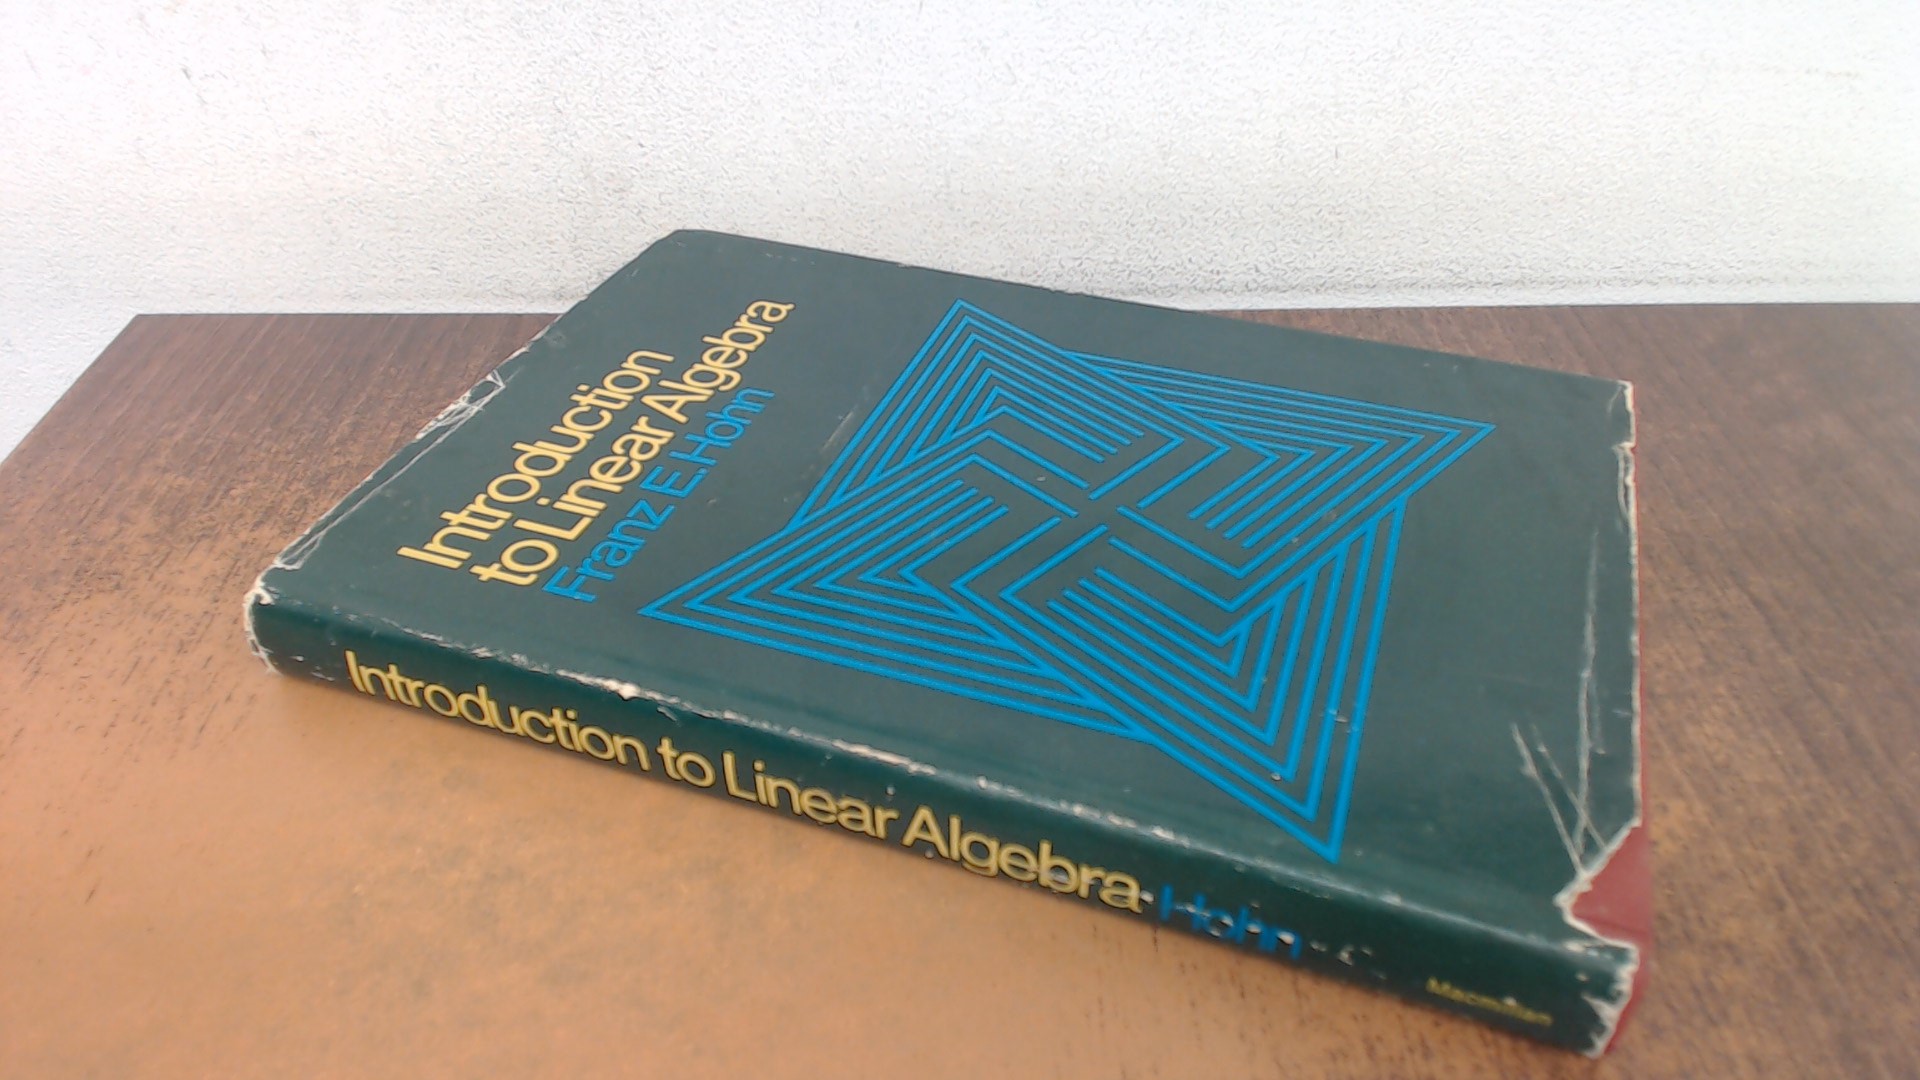 Introduction
to Linear Algebra
Franz E. Hohn
Introduction to Linear Algebra Hohn
Macmillan